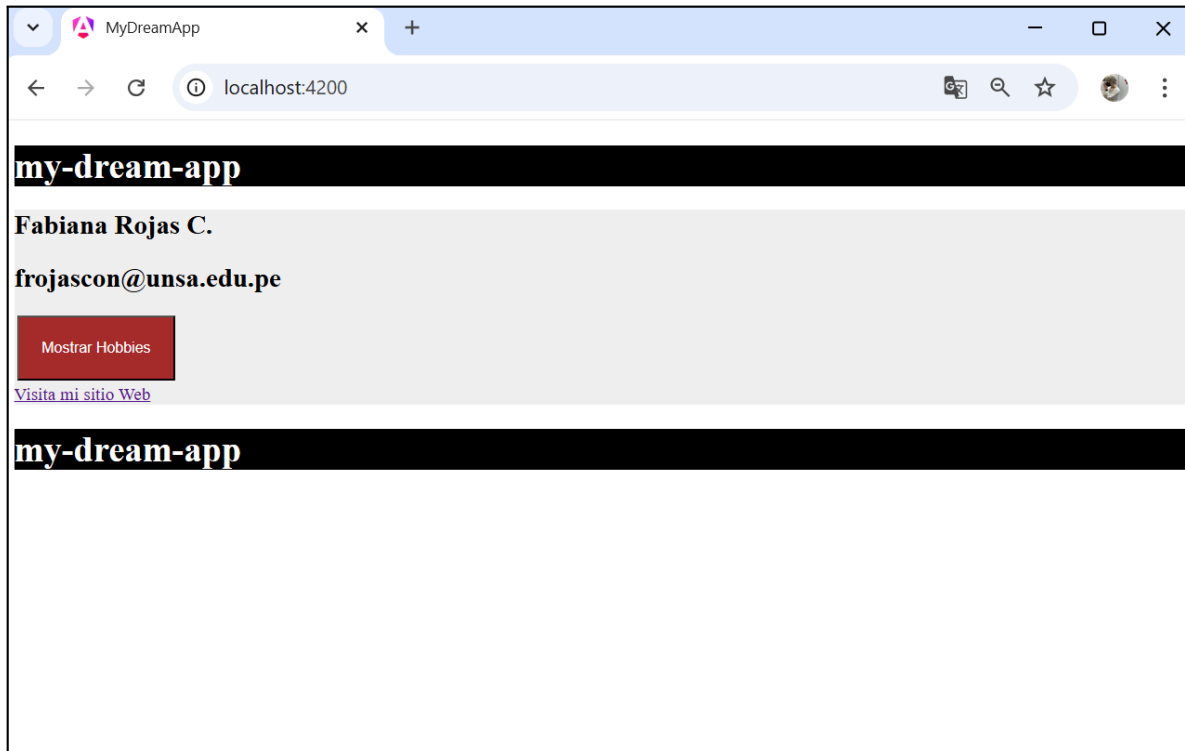 MyDreamApp
localhost:4200
my-dream-app
Fabiana Rojas C.
frojascon@unsa.edu.pe
Mostrar Hobbies
Visita mi sitio Web
my-dream-app